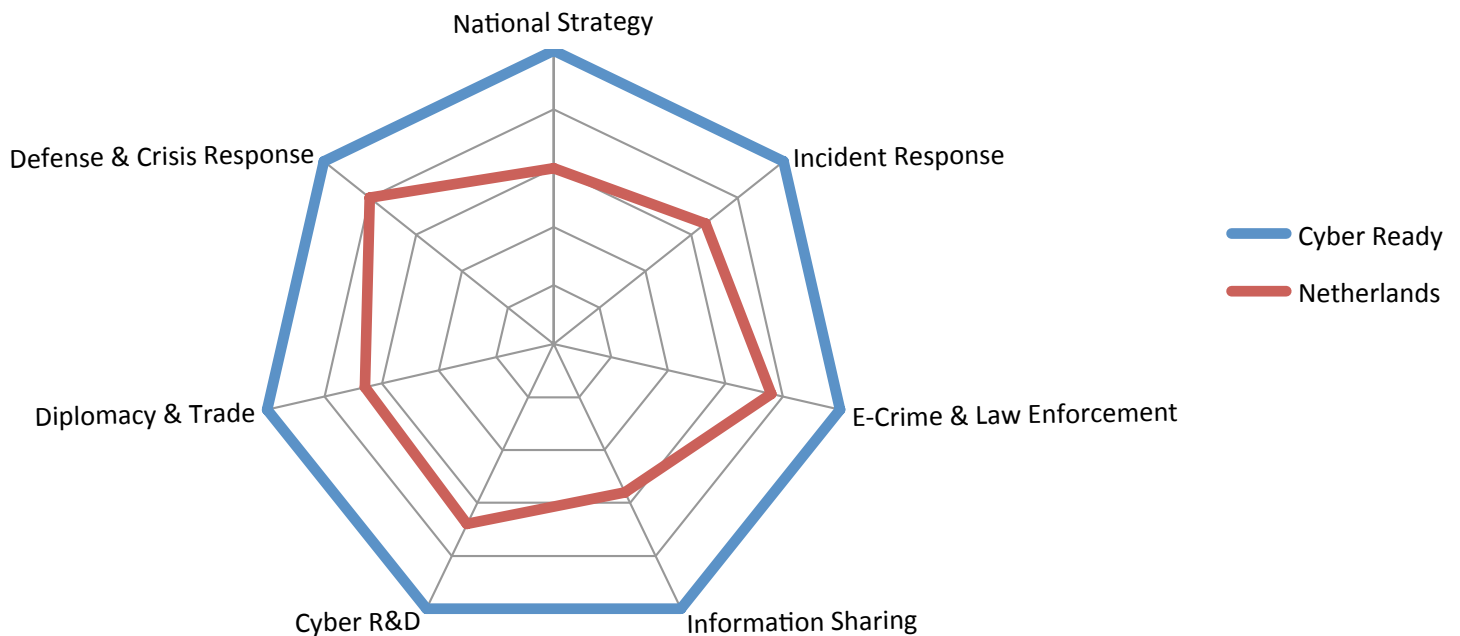 National Strategy
Defense & Crisis Response
Incident Response
Cyber Ready
Netherlands
Diplomacy & Trade
E-Crime & Law Enforcement
Cyber R&D
Information Sharing